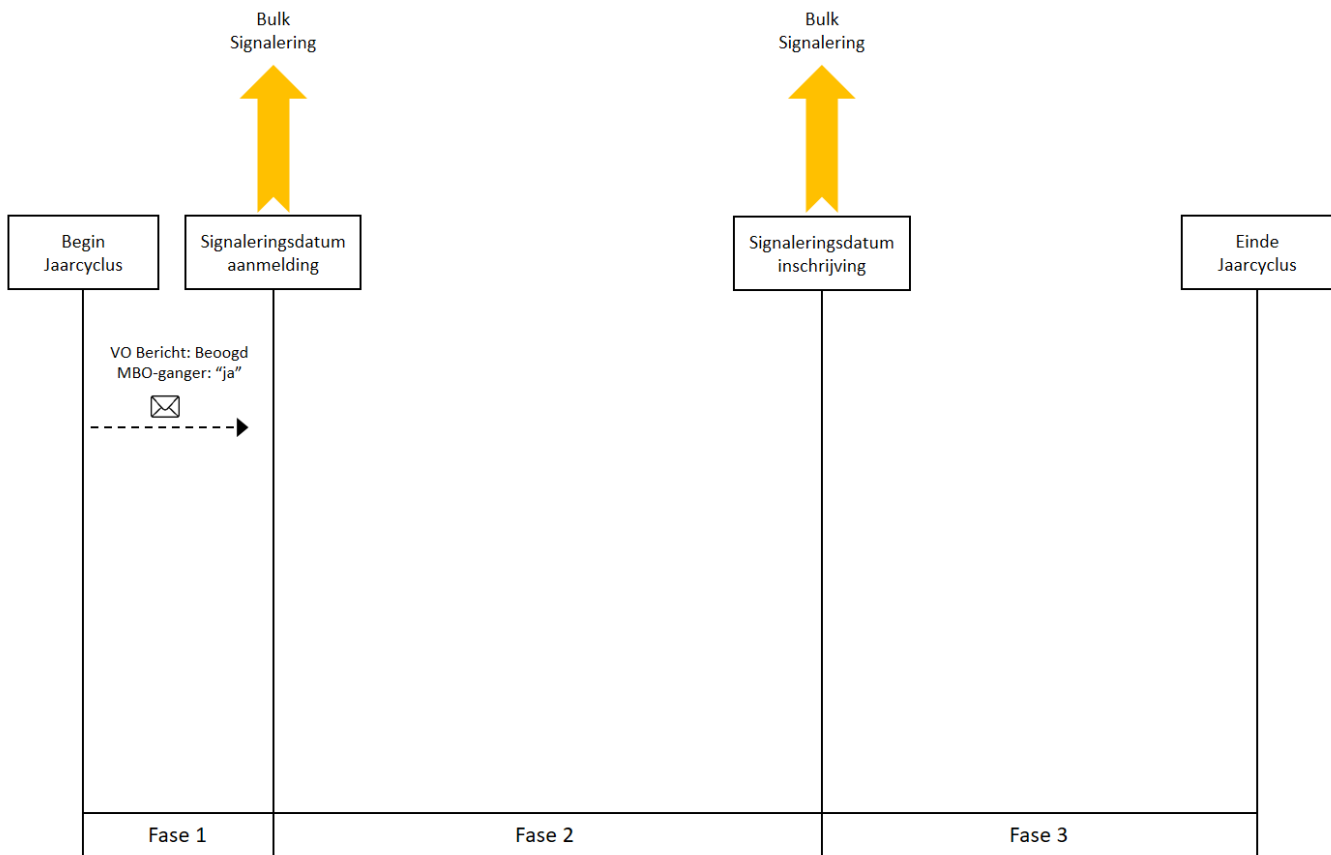 Bulk
Signalering
Bulk
Signalering
Begin
Jaarcyclus
Signaleringsdatum
aanmelding
Signaleringsdatum
inschrijving
Einde
Jaarcyclus
VO Bericht: Beoogd
MBO-ganger: “ja”
Fase 1
Fase 2
Fase 3